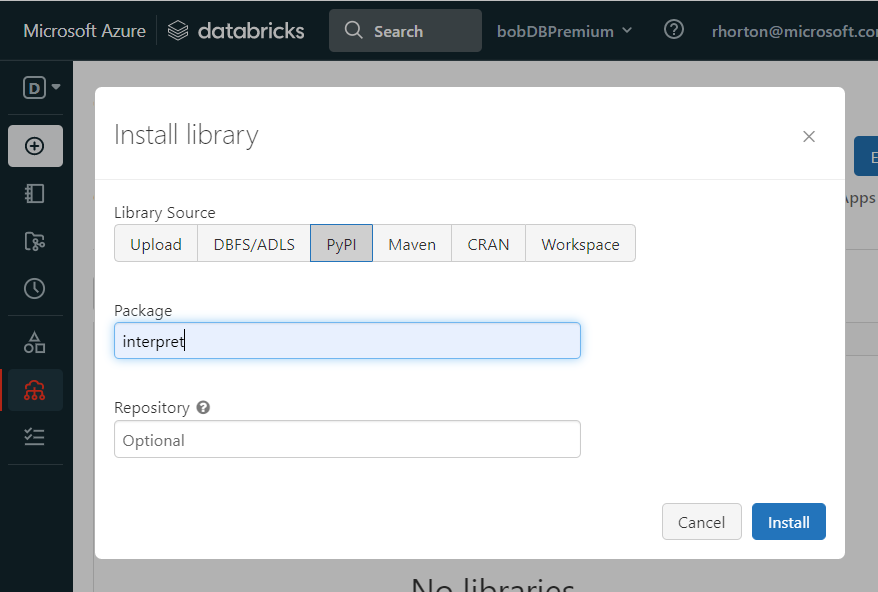 Microsoft Azure databricks Search bobDBPremium ? rhorton@microsoft.co
D
Install library
E
Apps
Library Source
Upload DBFS/ADLS PyPI Maven CRAN Workspace
Package
interpret
Repository ?
Optional
Cancel Install
No libraries